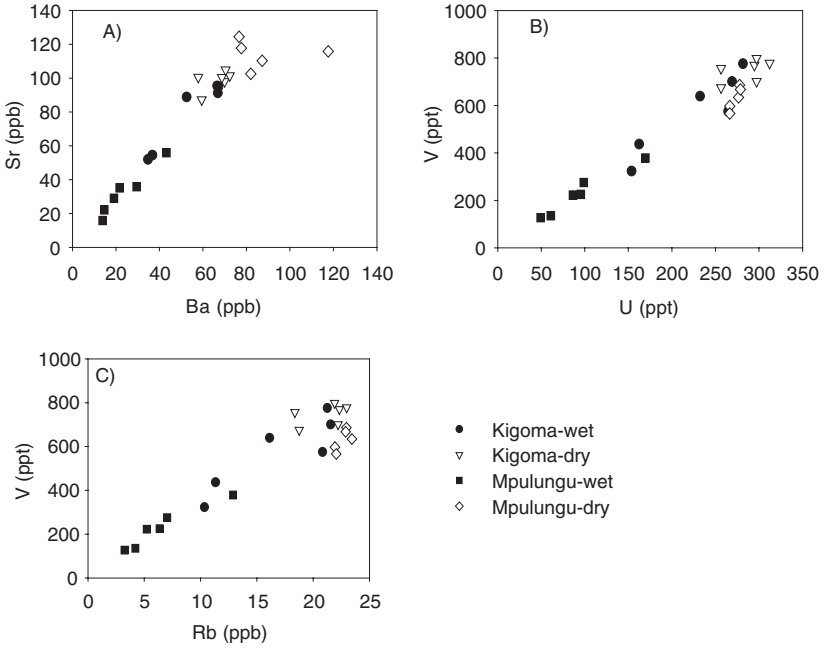 A)
140
120
100
80
60
40
20
0
Sr (ppb)
0 20 40 60 80 100 120 140
Ba (ppb)
B)
1000
800
600
400
200
0
V (ppt)
0 50 100 150 200 250 300 350
U (ppt)
C)
1000
800
600
400
200
0
V (ppt)
0 5 10 15 20 25
Rb (ppb)
Kigoma-wet
Kigoma-dry
Mpulungu-wet
Mpulungu-dry